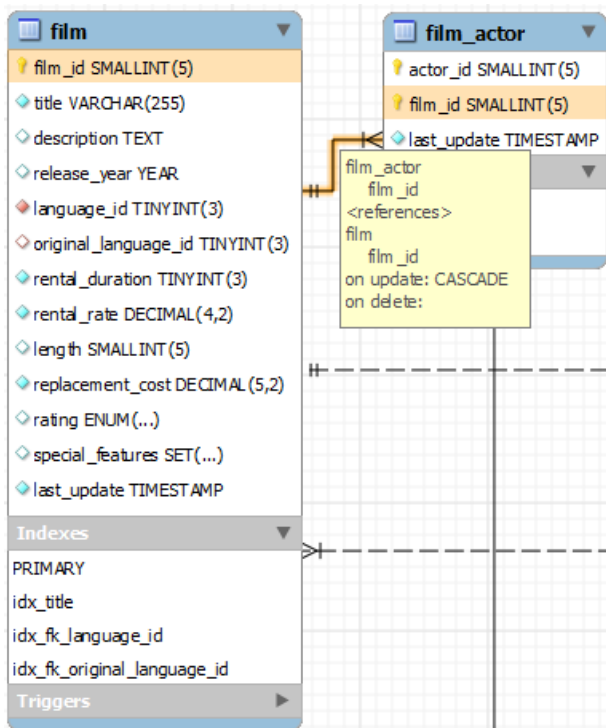 film
film_id SMALLINT(5)
title VARCHAR(255)
description TEXT
release_year YEAR
language_id TINYINT(3)
original_language_id TINYINT(3)
rental_duration TINYINT(3)
rental_rate DECIMAL(4,2)
length SMALLINT(5)
replacement_cost DECIMAL(5,2)
rating ENUM(...)
special_features SET(...)
last_update TIMESTAMP
Indexes
PRIMARY
idx_title
idx_fk_language_id
idx_fk_original_language_id
Triggers
film_actor
actor_id SMALLINT(5)
film_id SMALLINT(5)
last_update TIMESTAMP
film_actor
film_id
<references>
film
film_id
on update: CASCADE
on delete: